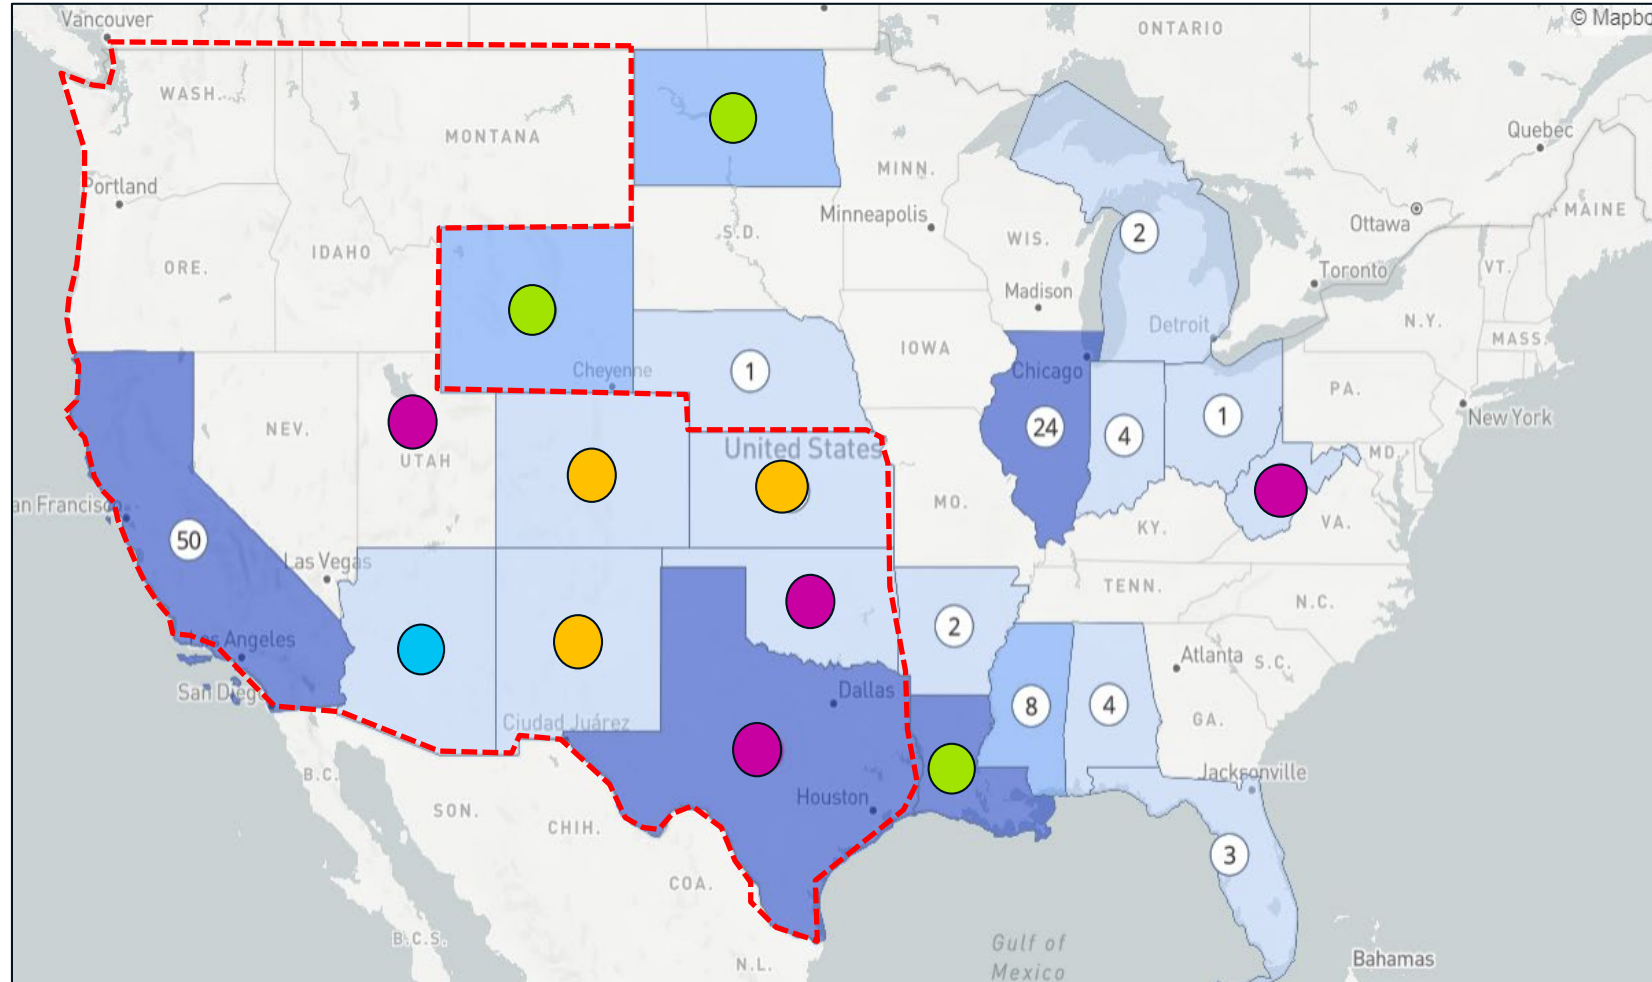 Vancouver
© Mapbo
ONTARIO
WASH.
MONTANA
Quebec
MINN.
Portland
Minneapolis
Ottawa
MAINE
2
S.D.
WIS.
IDAHO
ORE.
Toronto
VT.
Madison
Detroit
N.Y.
MASS.
IOWA
Cheyenne
1
Chicago
PA.
New York
NEV.
24
4
1
UTAH
United States
MD.
an Francisco
MO.
KY.
VA.
50
Las Vegas
TENN.
N.C.
2
Los Angeles
Atlanta
S.C.
San Diego
Dallas
8
4
GA.
Ciudad Juárez
B.C.
Jacksonville
SON.
Houston
CHIH.
3
COA.
B.C.S.
Gulf of
Mexico
N.L.
Bahamas